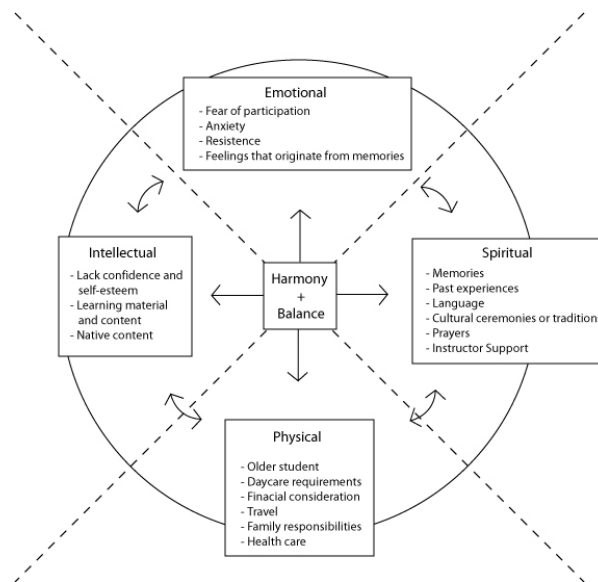 Emotional
- Fear of participation
- Anxiety
- Resistence
- Feelings that originate from memories
Intellectual
- Lack confidence and
self-esteem
- Learning material
and content
- Native content
Harmony
+
Balance
Spiritual
- Memories
- Past experiences
- Language
- Cultural ceremonies or traditions
- Prayers
- Instructor Support
Physical
- Older student
- Daycare requirements
- Finacial consideration
- Travel
- Family responsibilities
- Health care